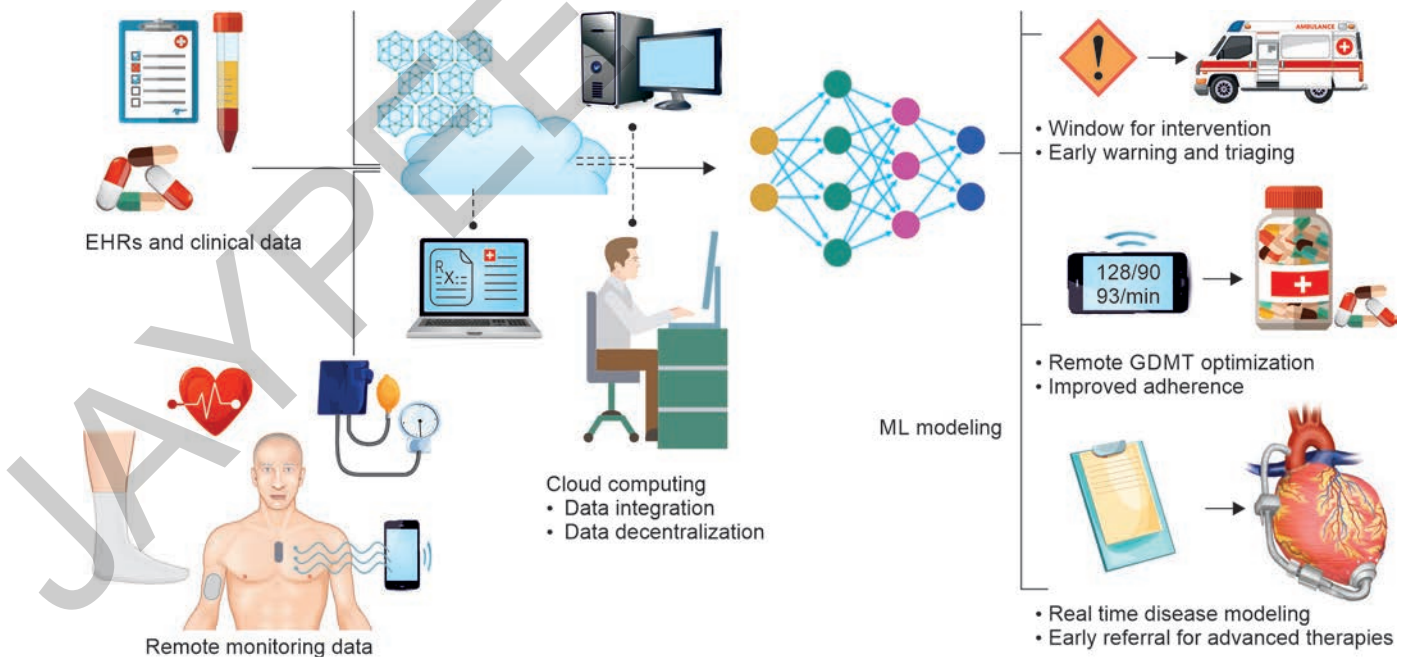 JAYPEE
EHRs and clinical data
Remote monitoring data
RX:
Cloud computing
• Data integration
• Data decentralization
ML modeling
AMBULANCE
• Window for intervention
• Early warning and triaging
128/90
93/min
• Remote GDMT optimization
• Improved adherence
• Real time disease modeling
• Early referral for advanced therapies